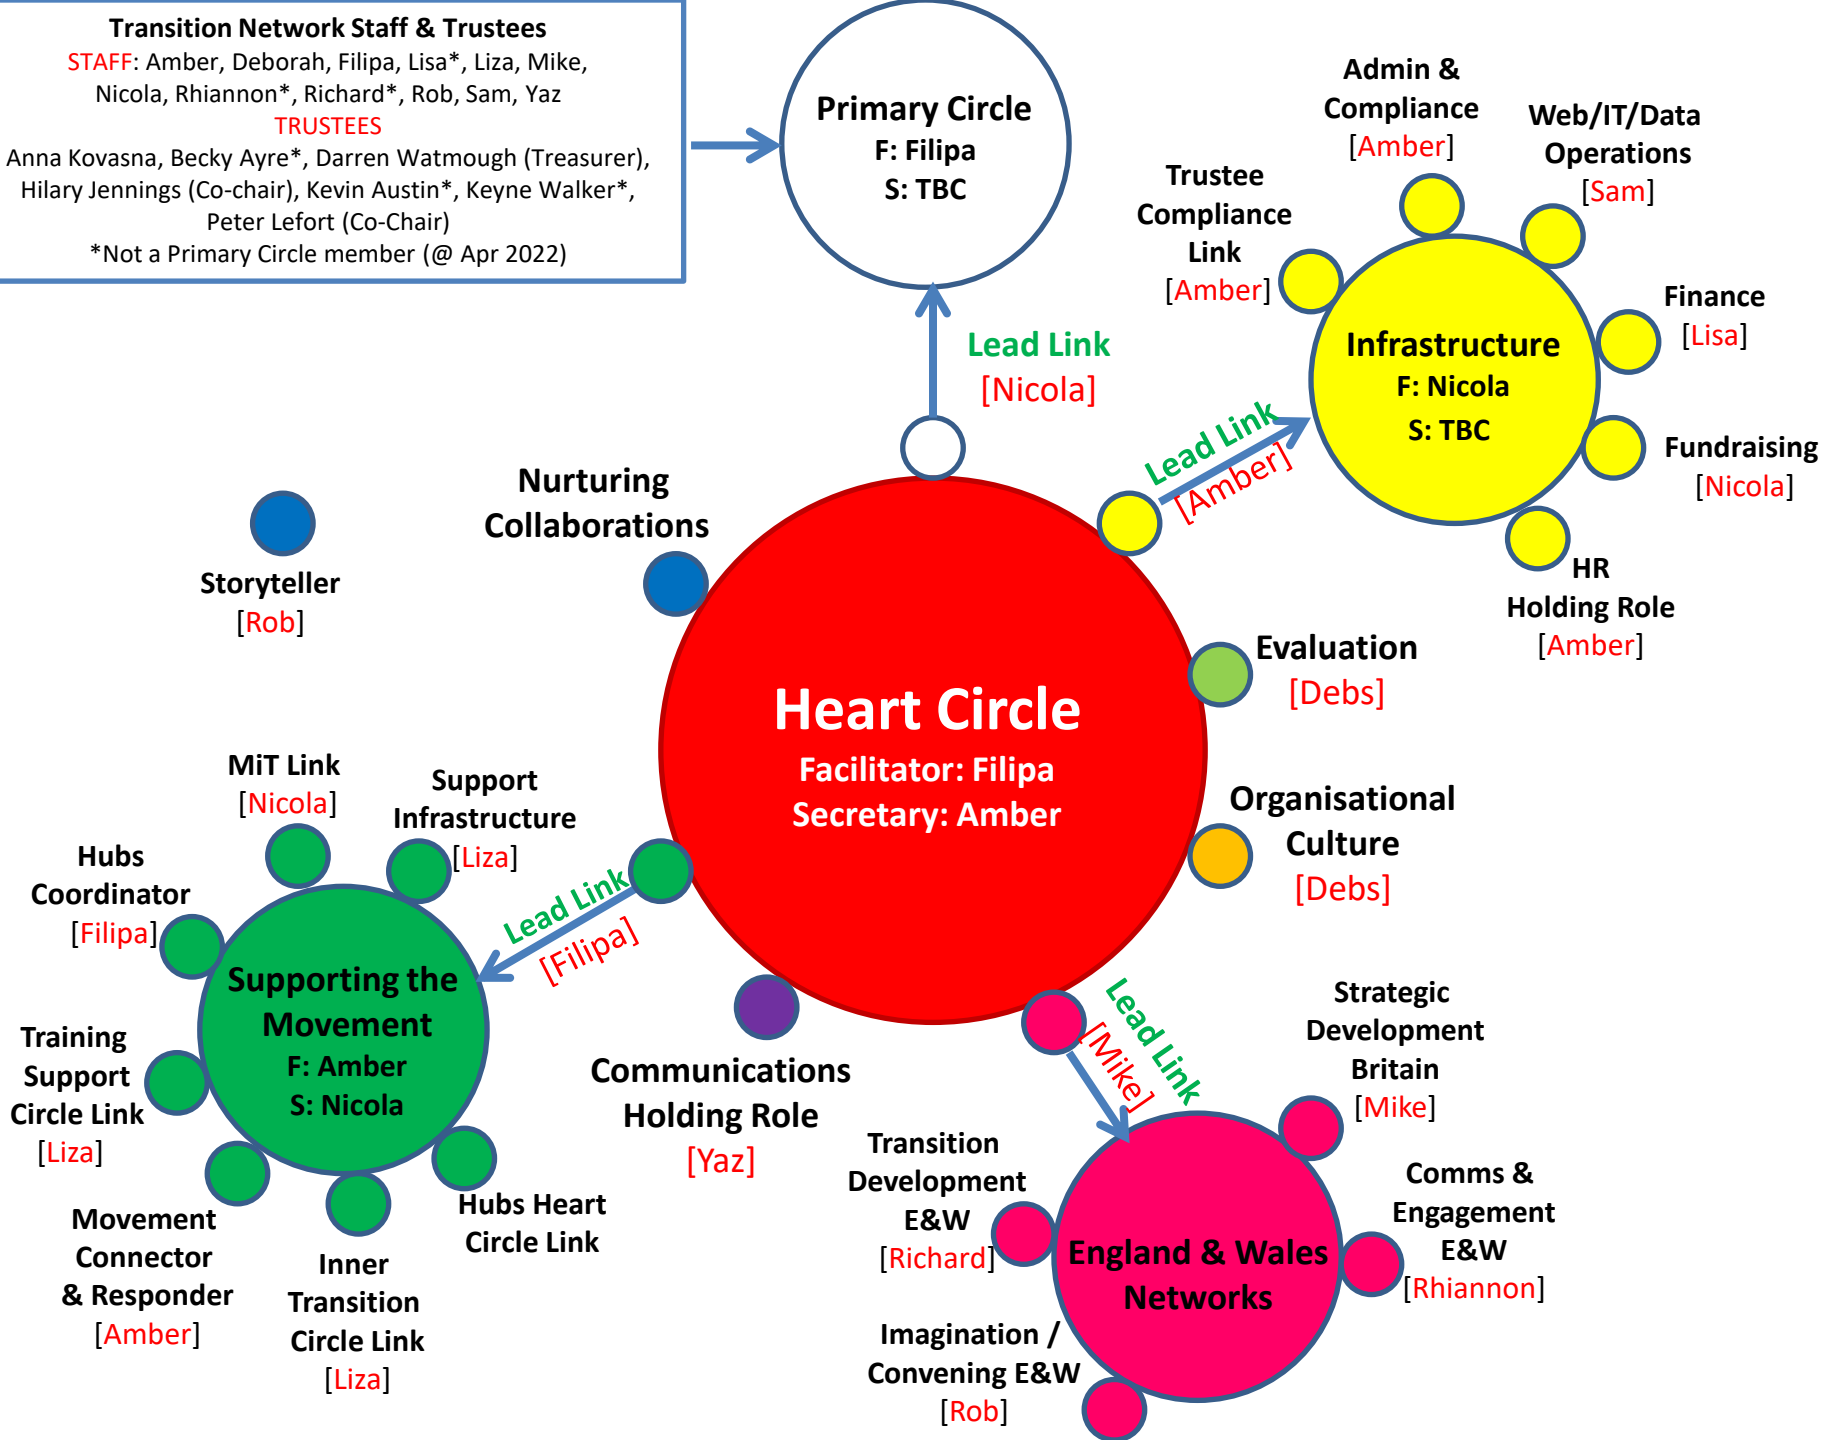 Transition Network Staff & Trustees
STAFF: Amber, Deborah, Filipa, Lisa*, Liza, Mike,
Nicola, Rhiannon*, Richard*, Rob, Sam, Yaz
TRUSTEES
Anna Kovasna, Becky Ayre*, Darren Watmough (Treasurer),
Hilary Jennings (Co-chair), Kevin Austin*, Keyne Walker*,
Peter Lefort (Co-Chair)
*Not a Primary Circle member (@ Apr 2022)
Primary Circle
F: Filipa
S: TBC
Lead Link
[Nicola]
Admin &
Compliance
[Amber]
Web/IT/Data
Operations
[Sam]
Trustee
Compliance
Link
[Amber]
Finance
[Lisa]
Infrastructure
F: Nicola
S: TBC
Fundraising
[Nicola]
HR
Holding Role
[Amber]
Lead Link
[Amber]
Nurturing
Collaborations
Storyteller
[Rob]
Evaluation
[Debs]
Heart Circle
Facilitator: Filipa
Secretary: Amber
Organisational
Culture
[Debs]
MiT Link
[Nicola]
Support
Infrastructure
[Liza]
Hubs
Coordinator
[Filipa]
Lead Link
[Filipa]
Supporting the
Movement
F: Amber
S: Nicola
Training
Support
Circle Link
[Liza]
Movement
Connector
& Responder
[Amber]
Inner
Transition
Circle Link
[Liza]
Hubs Heart
Circle Link
Communications
Holding Role
[Yaz]
Lead Link
[Mike]
Strategic
Development
Britain
[Mike]
Transition
Development
E&W
[Richard]
Comms &
Engagement
E&W
[Rhiannon]
England & Wales
Networks
Imagination /
Convening E&W
[Rob]